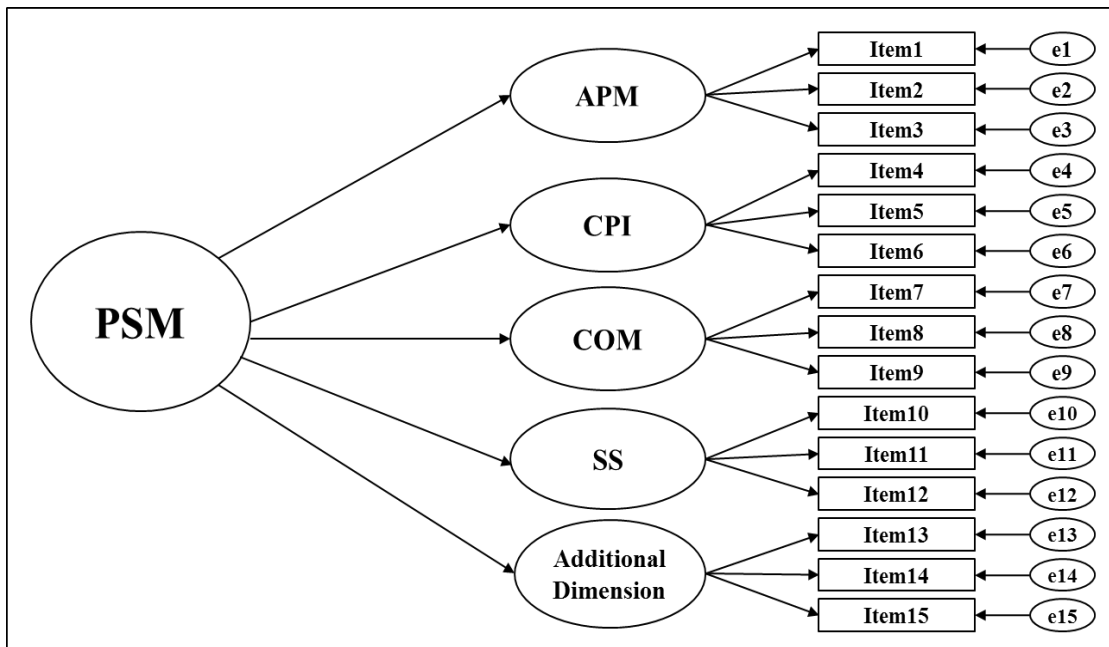 PSM
APM
CPI
COM
SS
Additional
Dimension
Item1
e1
Item2
e2
Item3
e3
Item4
e4
Item5
e5
Item6
e6
Item7
e7
Item8
e8
Item9
e9
Item10
e10
Item11
e11
Item12
e12
Item13
e13
Item14
e14
Item15
e15